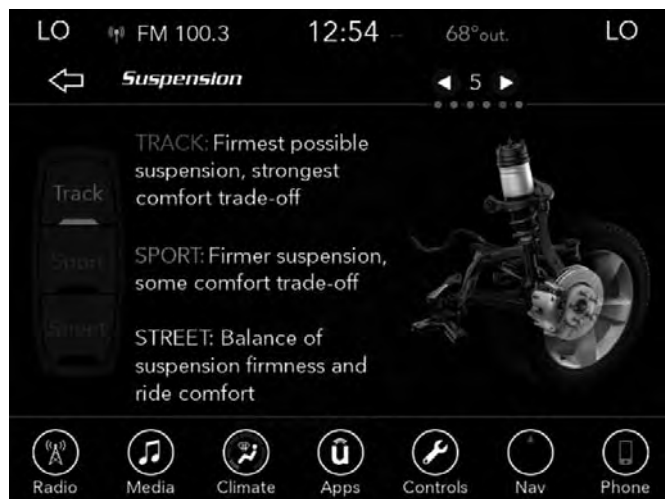 LO FM 100.3 12:54 -- 68°out. LO
Suspension 5
TRACK: Firmest possible
suspension, strongest
comfort trade-off
Track
SPORT: Firmer suspension,
some comfort trade-off
Sport
STREET: Balance of
suspension firmness and
ride comfort
Street
Radio Media Climate Apps Controls Nav Phone